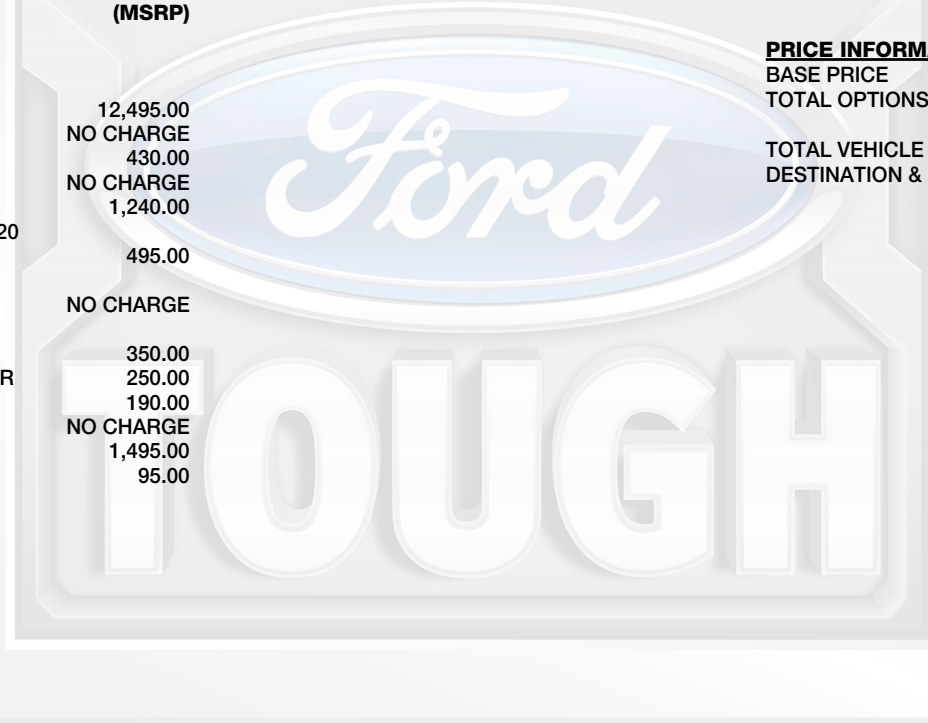 (MSRP)
12,495.00
NO CHARGE
430.00
NO CHARGE
1,240.00
20
495.00
NO CHARGE
350.00
R 250.00
190.00
NO CHARGE
1,495.00
95.00
PRICE INFORMA
BASE PRICE
TOTAL OPTIONS
TOTAL VEHICLE
DESTINATION &
Ford
TOUGH